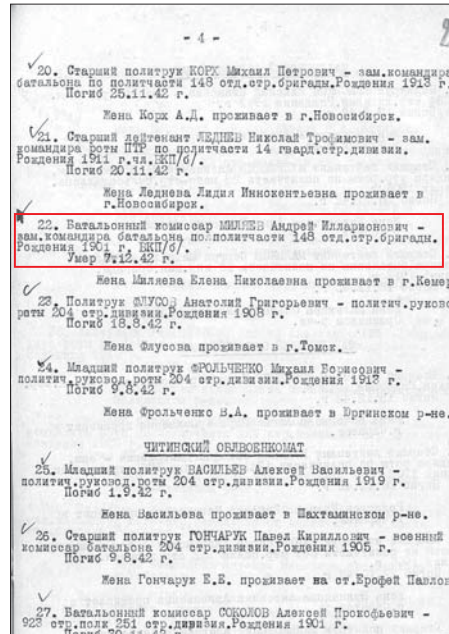 - 4 -
20. Старший политрук КОРХ Михаил Петрович - зам.командира
батальона по политчасти 148 отд.стр.бригады.Рождения 1913 г.
Погиб 25.11.42 г.
Жена Корх А.Д. проживает в г.Новосибирск.
21. Старший лейтенант ЛЕДНЕВ Николай Трофимович - зам.
командира роты ПТР по политчасти 14 гвард.стр.дивизии.
Рождения 1911 г.чл.ВКП/б/.
Погиб 20.11.42 г.
Жена Леднева Лидия Иннокентьевна проживает в
г.Новосибирск.
22. Батальонный комиссар МИЛЯЕВ Андрей Илларионович -
зам.командира батальона по политчасти 148 отд.стр.бригады.
Рождения 1901 г. ВКП/б/.
Умер 7.12.42 г.
Жена Миляева Елена Николаевна проживает в г.Кемер
23. Политрук ФЛУСОВ Анатолий Григорьевич - политич.руково
роты 204 стр.дивизии.Рождения 1908 г.
Погиб 18.8.42 г.
Жена Флусова проживает в г.Томск.
24. Младший политрук ФРОЛЬЧЕНКО Михаил Борисович -
политич.руковод.роты 204 стр.дивизии.Рождения 1913 г.
Погиб 9.8.42 г.
Жена Фрольченко В.А. проживает в Юргинском р-не.
ЧИТИНСКИЙ ОБЛВОЕНКОМАТ
25. Младший политрук ВАСИЛЬЕВ Алексей Васильевич -
политич.руковод.роты 204 стр.дивизии.Рождения 1919 г.
Погиб 1.9.42 г.
Жена Васильева проживает в Шахтаминском р-не.
26. Старший политрук ГОНЧАРУК Павел Кириллович - военный
комиссар батальона 204 стр.дивизии.Рождения 1905 г.
Погиб 9.8.42 г.
Жена Гончарук Е.Е. проживает на ст.Ерофей Павлов
27. Батальонный комиссар СОКОЛОВ Алексей Прокофьевич -
923 стр.полк 251 стр.дивизии.Рождения 1901 г.
Погиб 30.11.42 г.